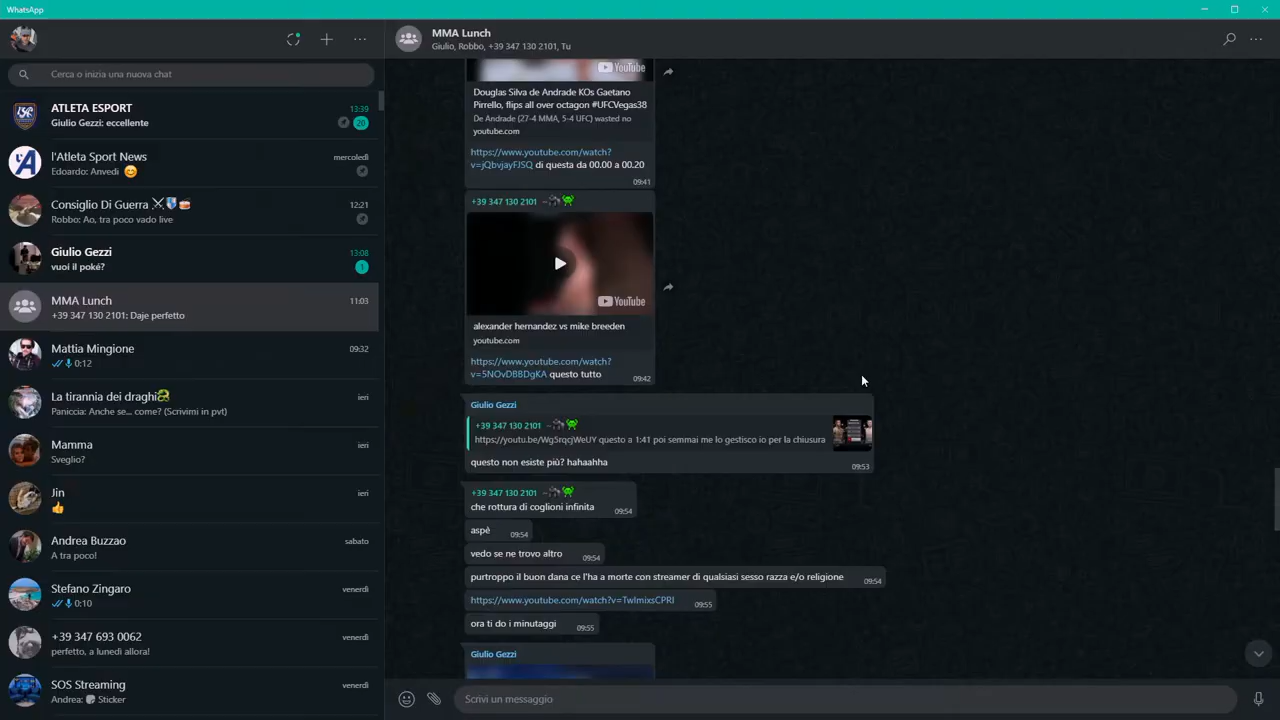 WhatsApp
Cerca o inizia una nuova chat
ATLETA ESPORT
13:39
Giulio Gezzi: eccellente
20
l'Atleta Sport News
mercoledì
Edoardo: Anvedi 😊
Consiglio Di Guerra ⚔🛡🥃
12:21
Robbo: Ao, tra poco vado live
Giulio Gezzi
13:08
vuoi il poké?
1
MMA Lunch
11:03
+39 347 130 2101: Daje perfetto
Mattia Mingione
09:32
0:12
La tirannia dei draghi🐲
ieri
Paniccia: Anche se... come? (Scrivimi in pvt)
Mamma
ieri
Sveglio?
Jin
ieri
👍
Andrea Buzzao
sabato
A tra poco!
Stefano Zingaro
venerdì
0:10
+39 347 693 0062
venerdì
perfetto, a lunedì allora!
SOS Streaming
venerdì
Andrea: Sticker
MMA Lunch
Giulio, Robbo, +39 347 130 2101, Tu
YouTube
Douglas Silva de Andrade KOs Gaetano
Pirrello, flips all over octagon #UFCVegas38
De Andrade (27-4 MMA, 5-4 UFC) wasted no
youtube.com
https://www.youtube.com/watch?
v=jQbvjayFJSQ di questa da 00.00 a 00.20
09:41
+39 347 130 2101
YouTube
alexander hernandez vs mike breeden
youtube.com
https://www.youtube.com/watch?
v=5NOvDBBDgKA questo tutto
09:42
Giulio Gezzi
+39 347 130 2101
https://youtu.be/WgSrqcjWeUY questo a 1:41 poi semmai me lo gestisco io per la chiusura
questo non esiste più? hahaahha
09:53
+39 347 130 2101
che rottura di coglioni infinita
09:54
aspè
09:54
vedo se ne trovo altro
09:54
purtroppo il buon dana ce l'ha a morte con streamer di qualsiasi sesso razza e/o religione
09:54
https://www.youtube.com/watch?v=TwlmixsCPRI
09:55
ora ti do i minutaggi
09:55
Giulio Gezzi
Scrivi un messaggio